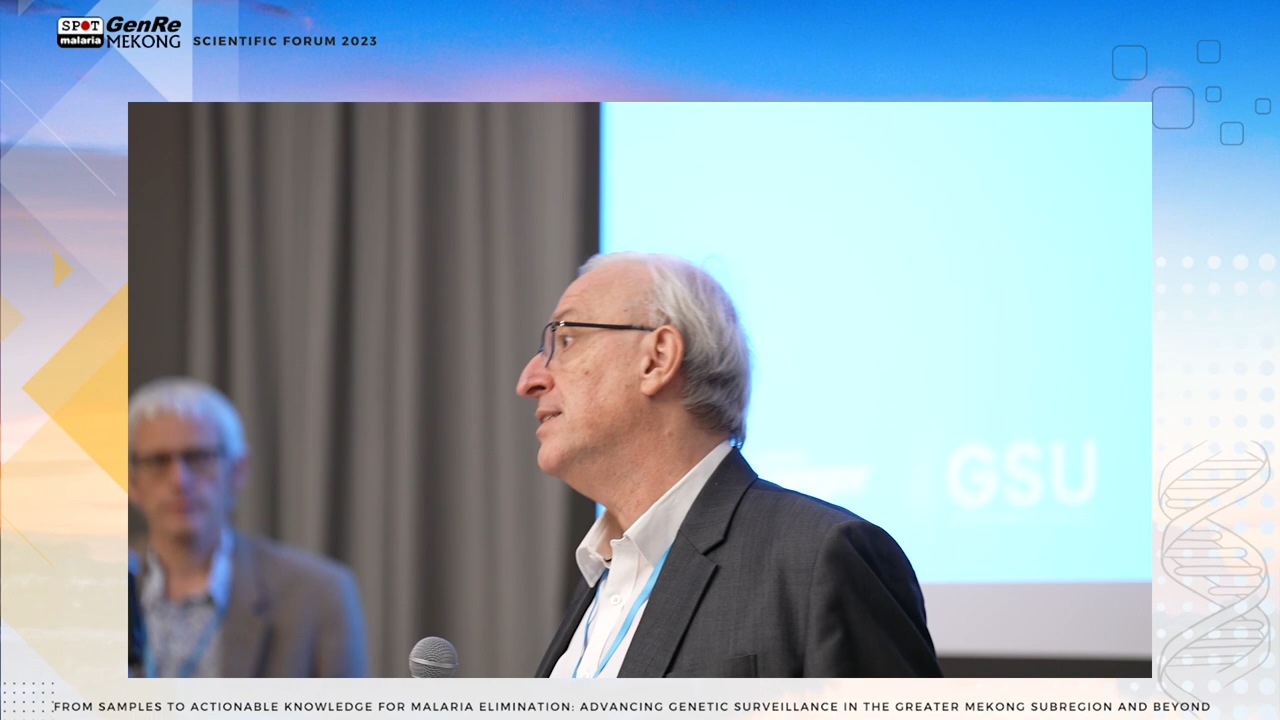 SPOT malaria GenRe MEKONG SCIENTIFIC FORUM 2023
GSU
FROM SAMPLES TO ACTIONABLE KNOWLEDGE FOR MALARIA ELIMINATION: ADVANCING GENETIC SURVEILLANCE IN THE GREATER MEKONG SUBREGION AND BEYOND